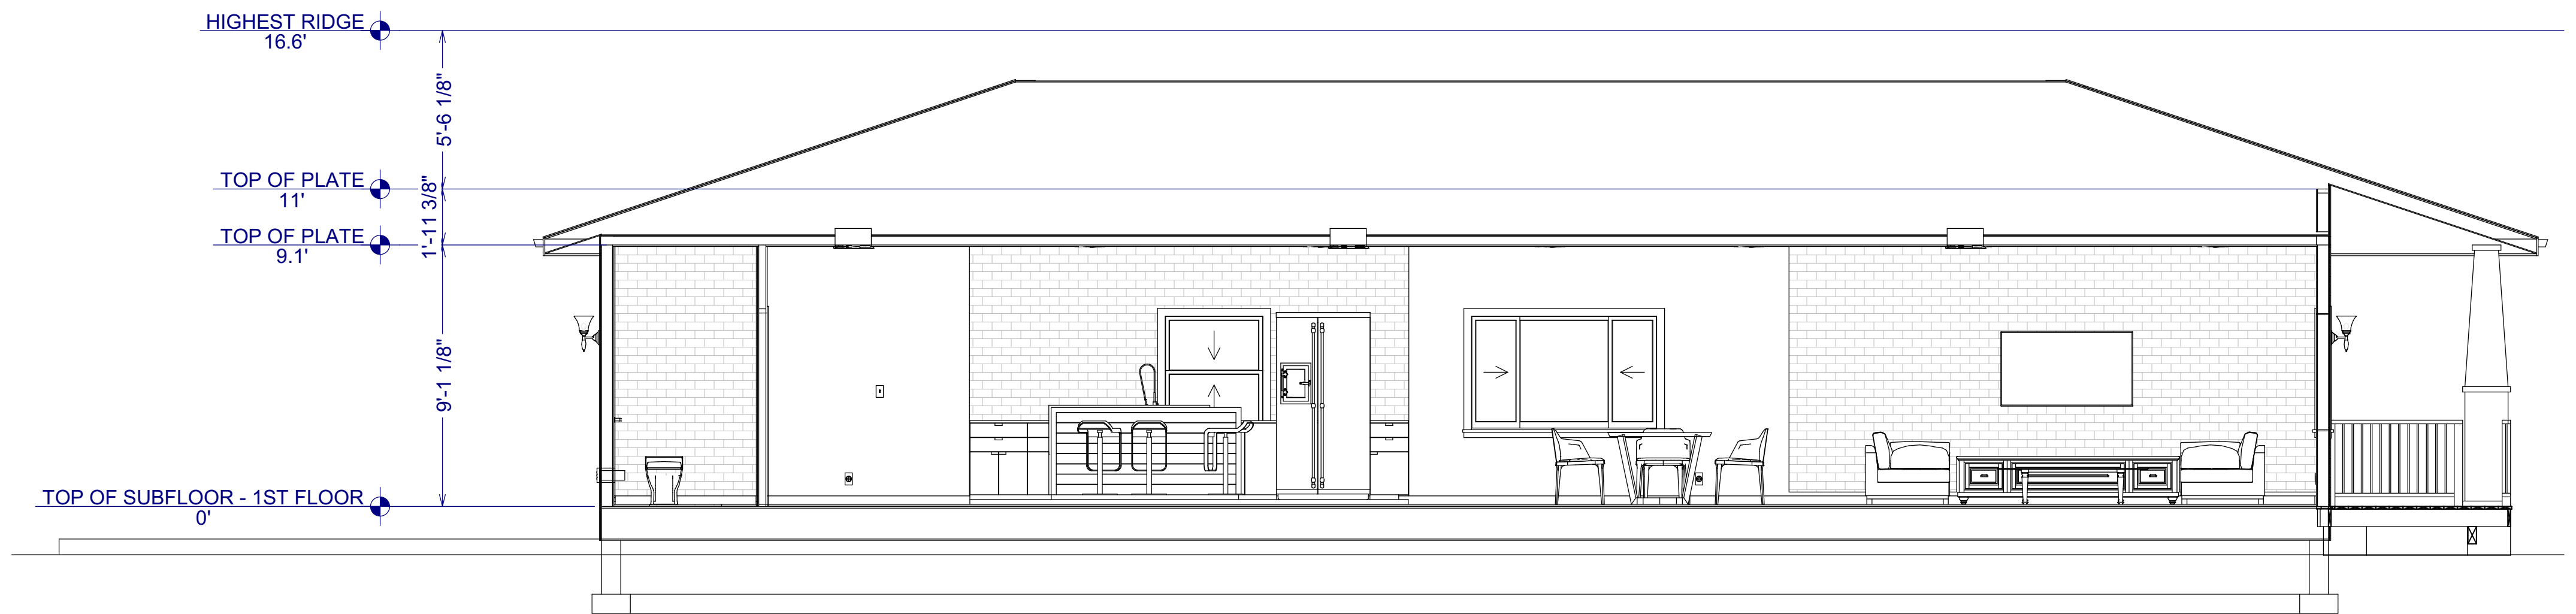 HIGHEST RIDGE
16.6'
5'-6 1/8"
TOP OF PLATE
11'
1'-11 3/8"
TOP OF PLATE
9.1'
9'-1 1/8"
TOP OF SUBFLOOR - 1ST FLOOR
0'